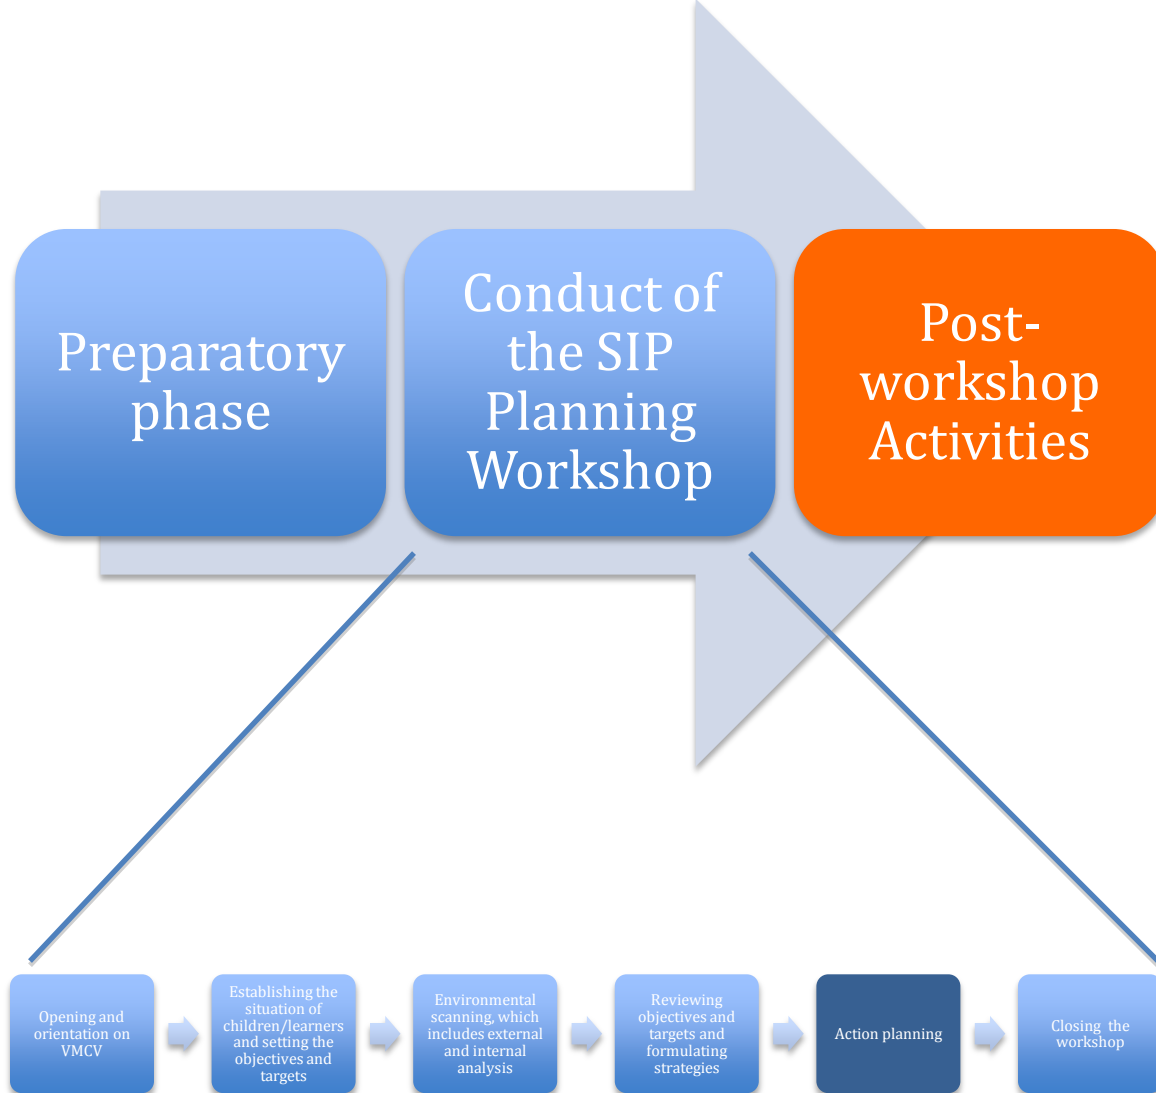 Preparatory
phase
Conduct of
the SIP
Planning
Workshop
Post-
workshop
Activities
Opening and
orientation on
VMCV
Establishing the
situation of
children/learners
and setting the
objectives and
targets
Environmental
scanning, which
includes external
and internal
analysis
Reviewing
objectives and
targets and
formulating
strategies
Action planning
Closing the
workshop